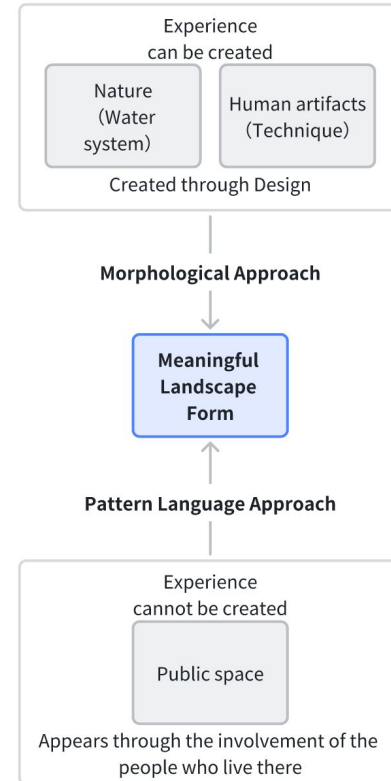 Experience
can be created
Nature
（Water
system）
Human artifacts
（Technique）
Created through Design
Morphological Approach
Meaningful
Landscape
Form
Pattern Language Approach
Experience
cannot be created
Public space
Appears through the involvement of the
people who live there